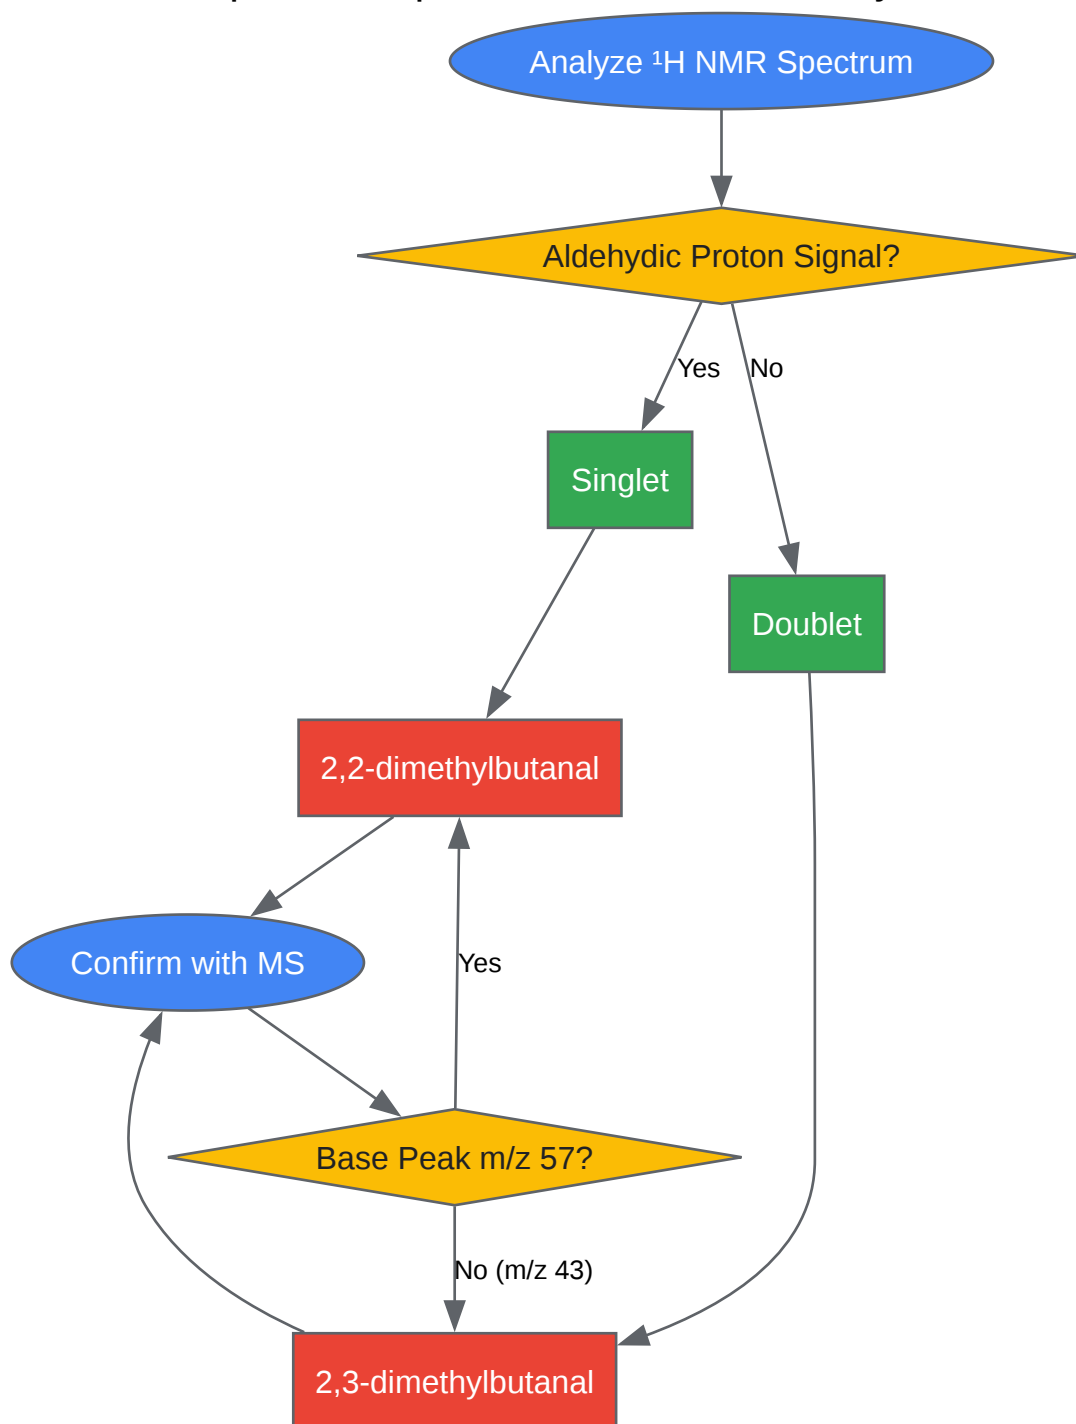 Analyze ¹H NMR Spectrum
Aldehydic Proton Signal?
Yes
No
Singlet
Doublet
2,2-dimethylbutanal
Confirm with MS
Yes
Base Peak m/z 57?
No (m/z 43)
2,3-dimethylbutanal